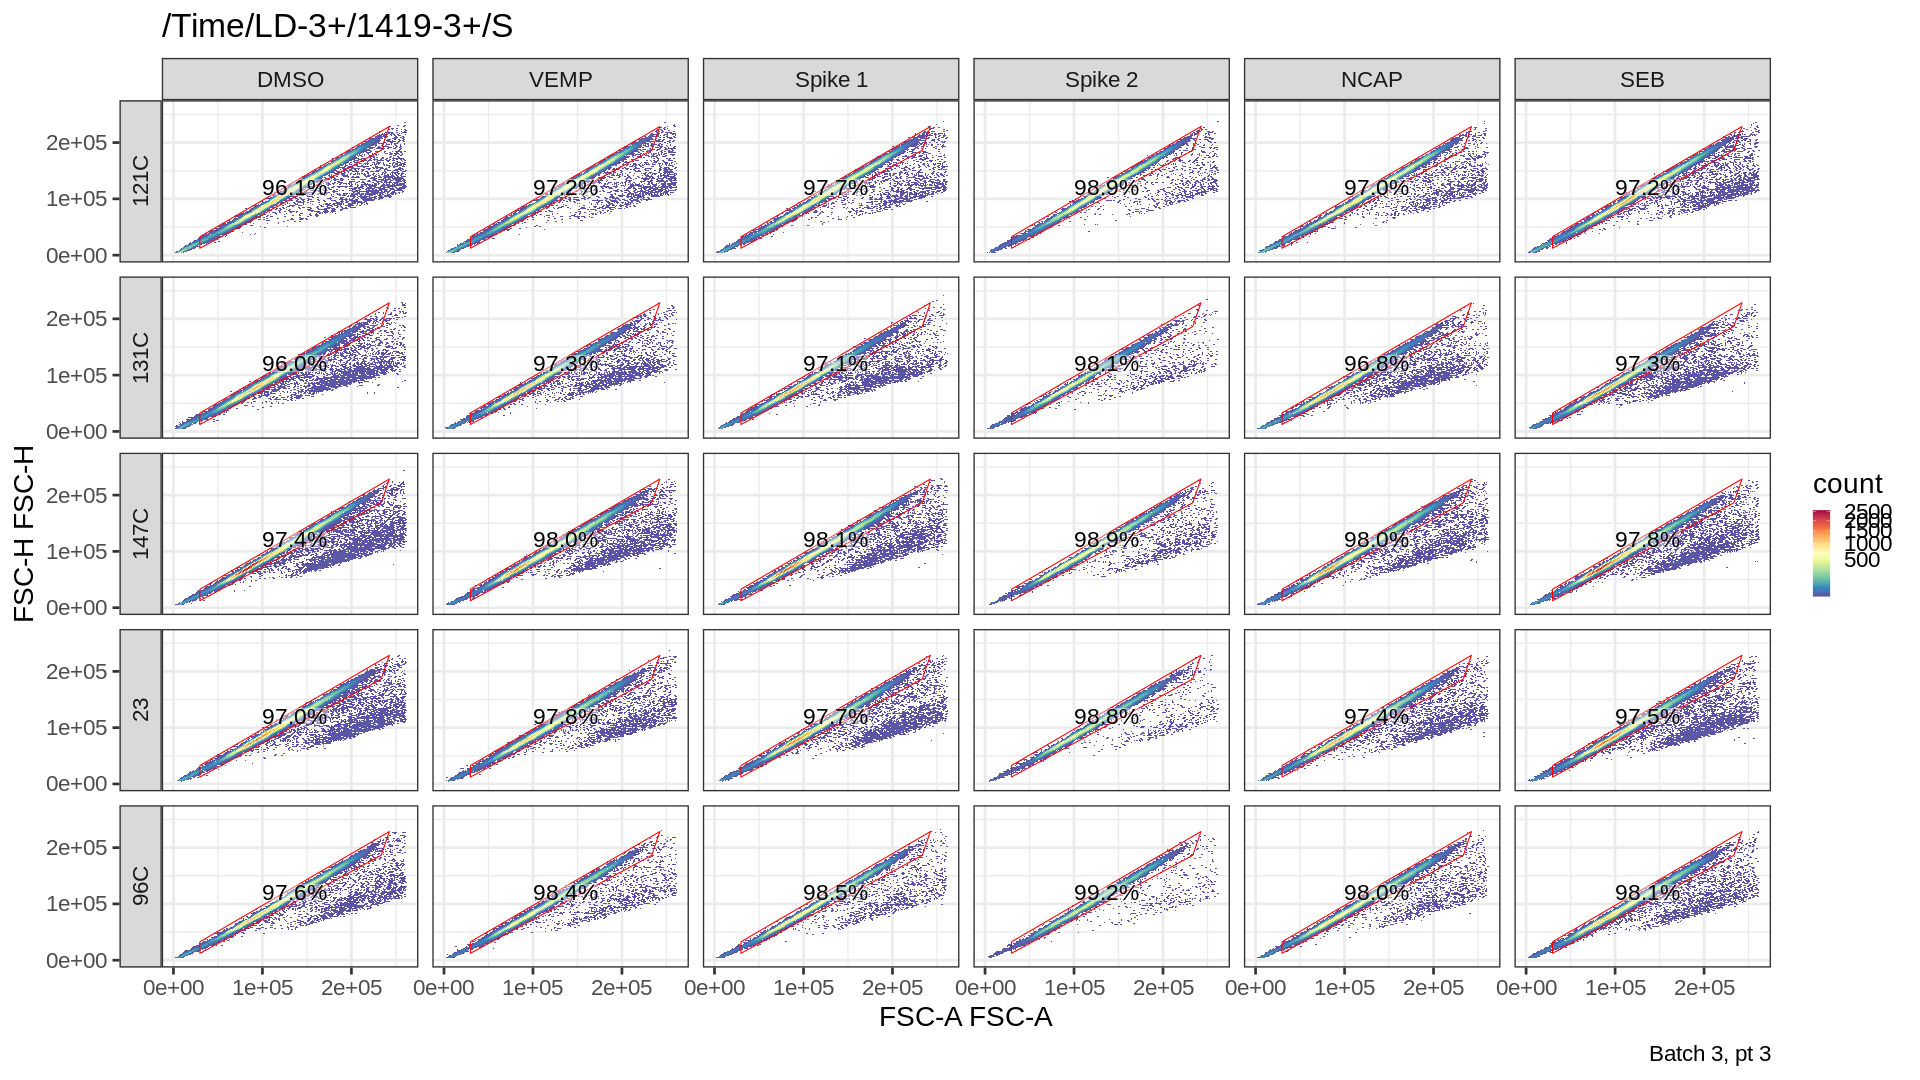 /Time/LD-3+/1419-3+/S
DMSO VEMP Spike 1 Spike 2 NCAP SEB
121C
2e+05
1e+05
0e+00
96.1% 97.2% 97.7% 98.9% 97.0% 97.2%
131C
2e+05
1e+05
0e+00
96.0% 97.3% 97.1% 98.1% 96.8% 97.3%
147C
2e+05
1e+05
0e+00
97.4% 98.0% 98.1% 98.9% 98.0% 97.8%
23
2e+05
1e+05
0e+00
97.0% 97.8% 97.7% 98.8% 97.4% 97.5%
96C
2e+05
1e+05
0e+00
97.6% 98.4% 98.5% 99.2% 98.0% 98.1%
0e+00 1e+05 2e+05 0e+00 1e+05 2e+05 0e+00 1e+05 2e+05 0e+00 1e+05 2e+05 0e+00 1e+05 2e+05 0e+00 1e+05 2e+05
FSC-A FSC-A
FSC-H FSC-H
count
2500
2000
1500
1000
500
Batch 3, pt 3